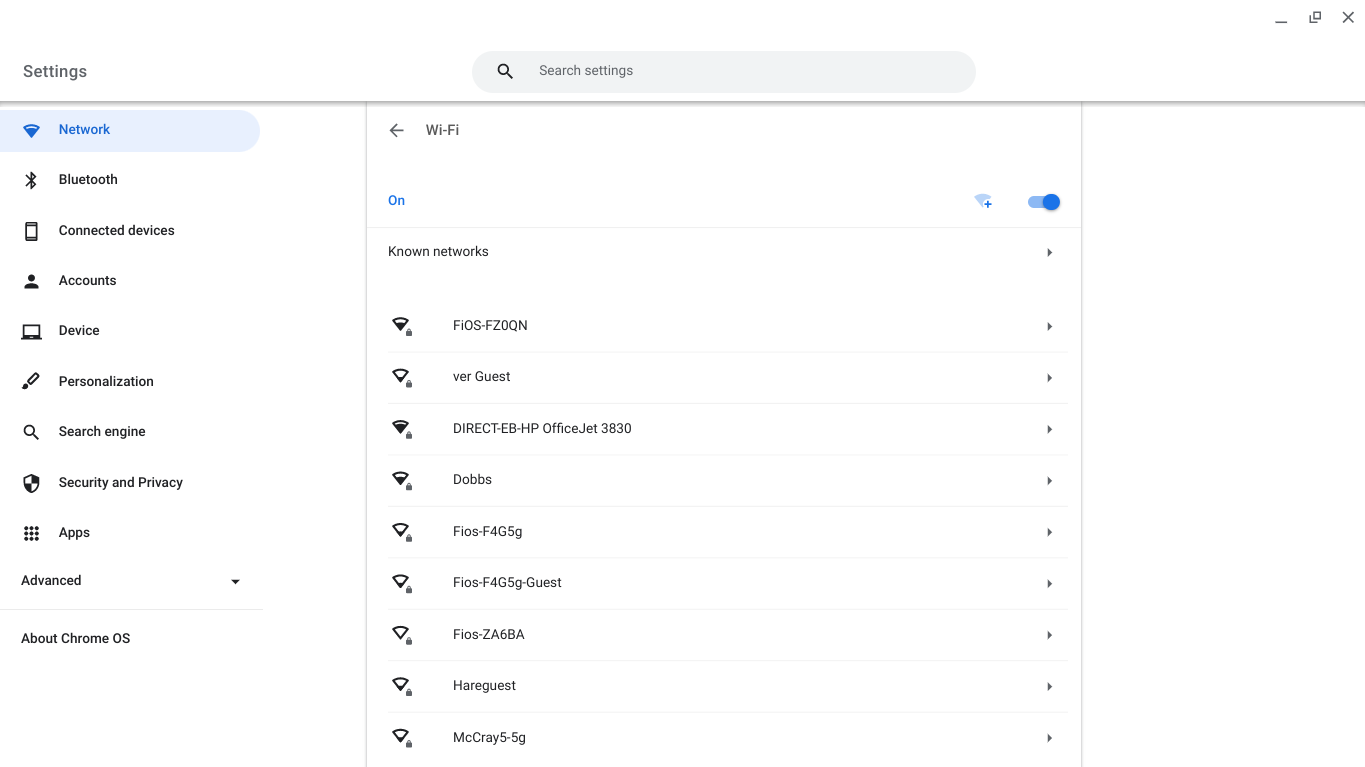 Settings
Search settings
Network
Bluetooth
Connected devices
Accounts
Device
Personalization
Search engine
Security and Privacy
Apps
Advanced
About Chrome OS
Wi-Fi
On
Known networks
FiOS-FZ0QN
ver Guest
DIRECT-EB-HP OfficeJet 3830
Dobbs
Fios-F4G5g
Fios-F4G5g-Guest
Fios-ZA6BA
Hareguest
McCray5-5g